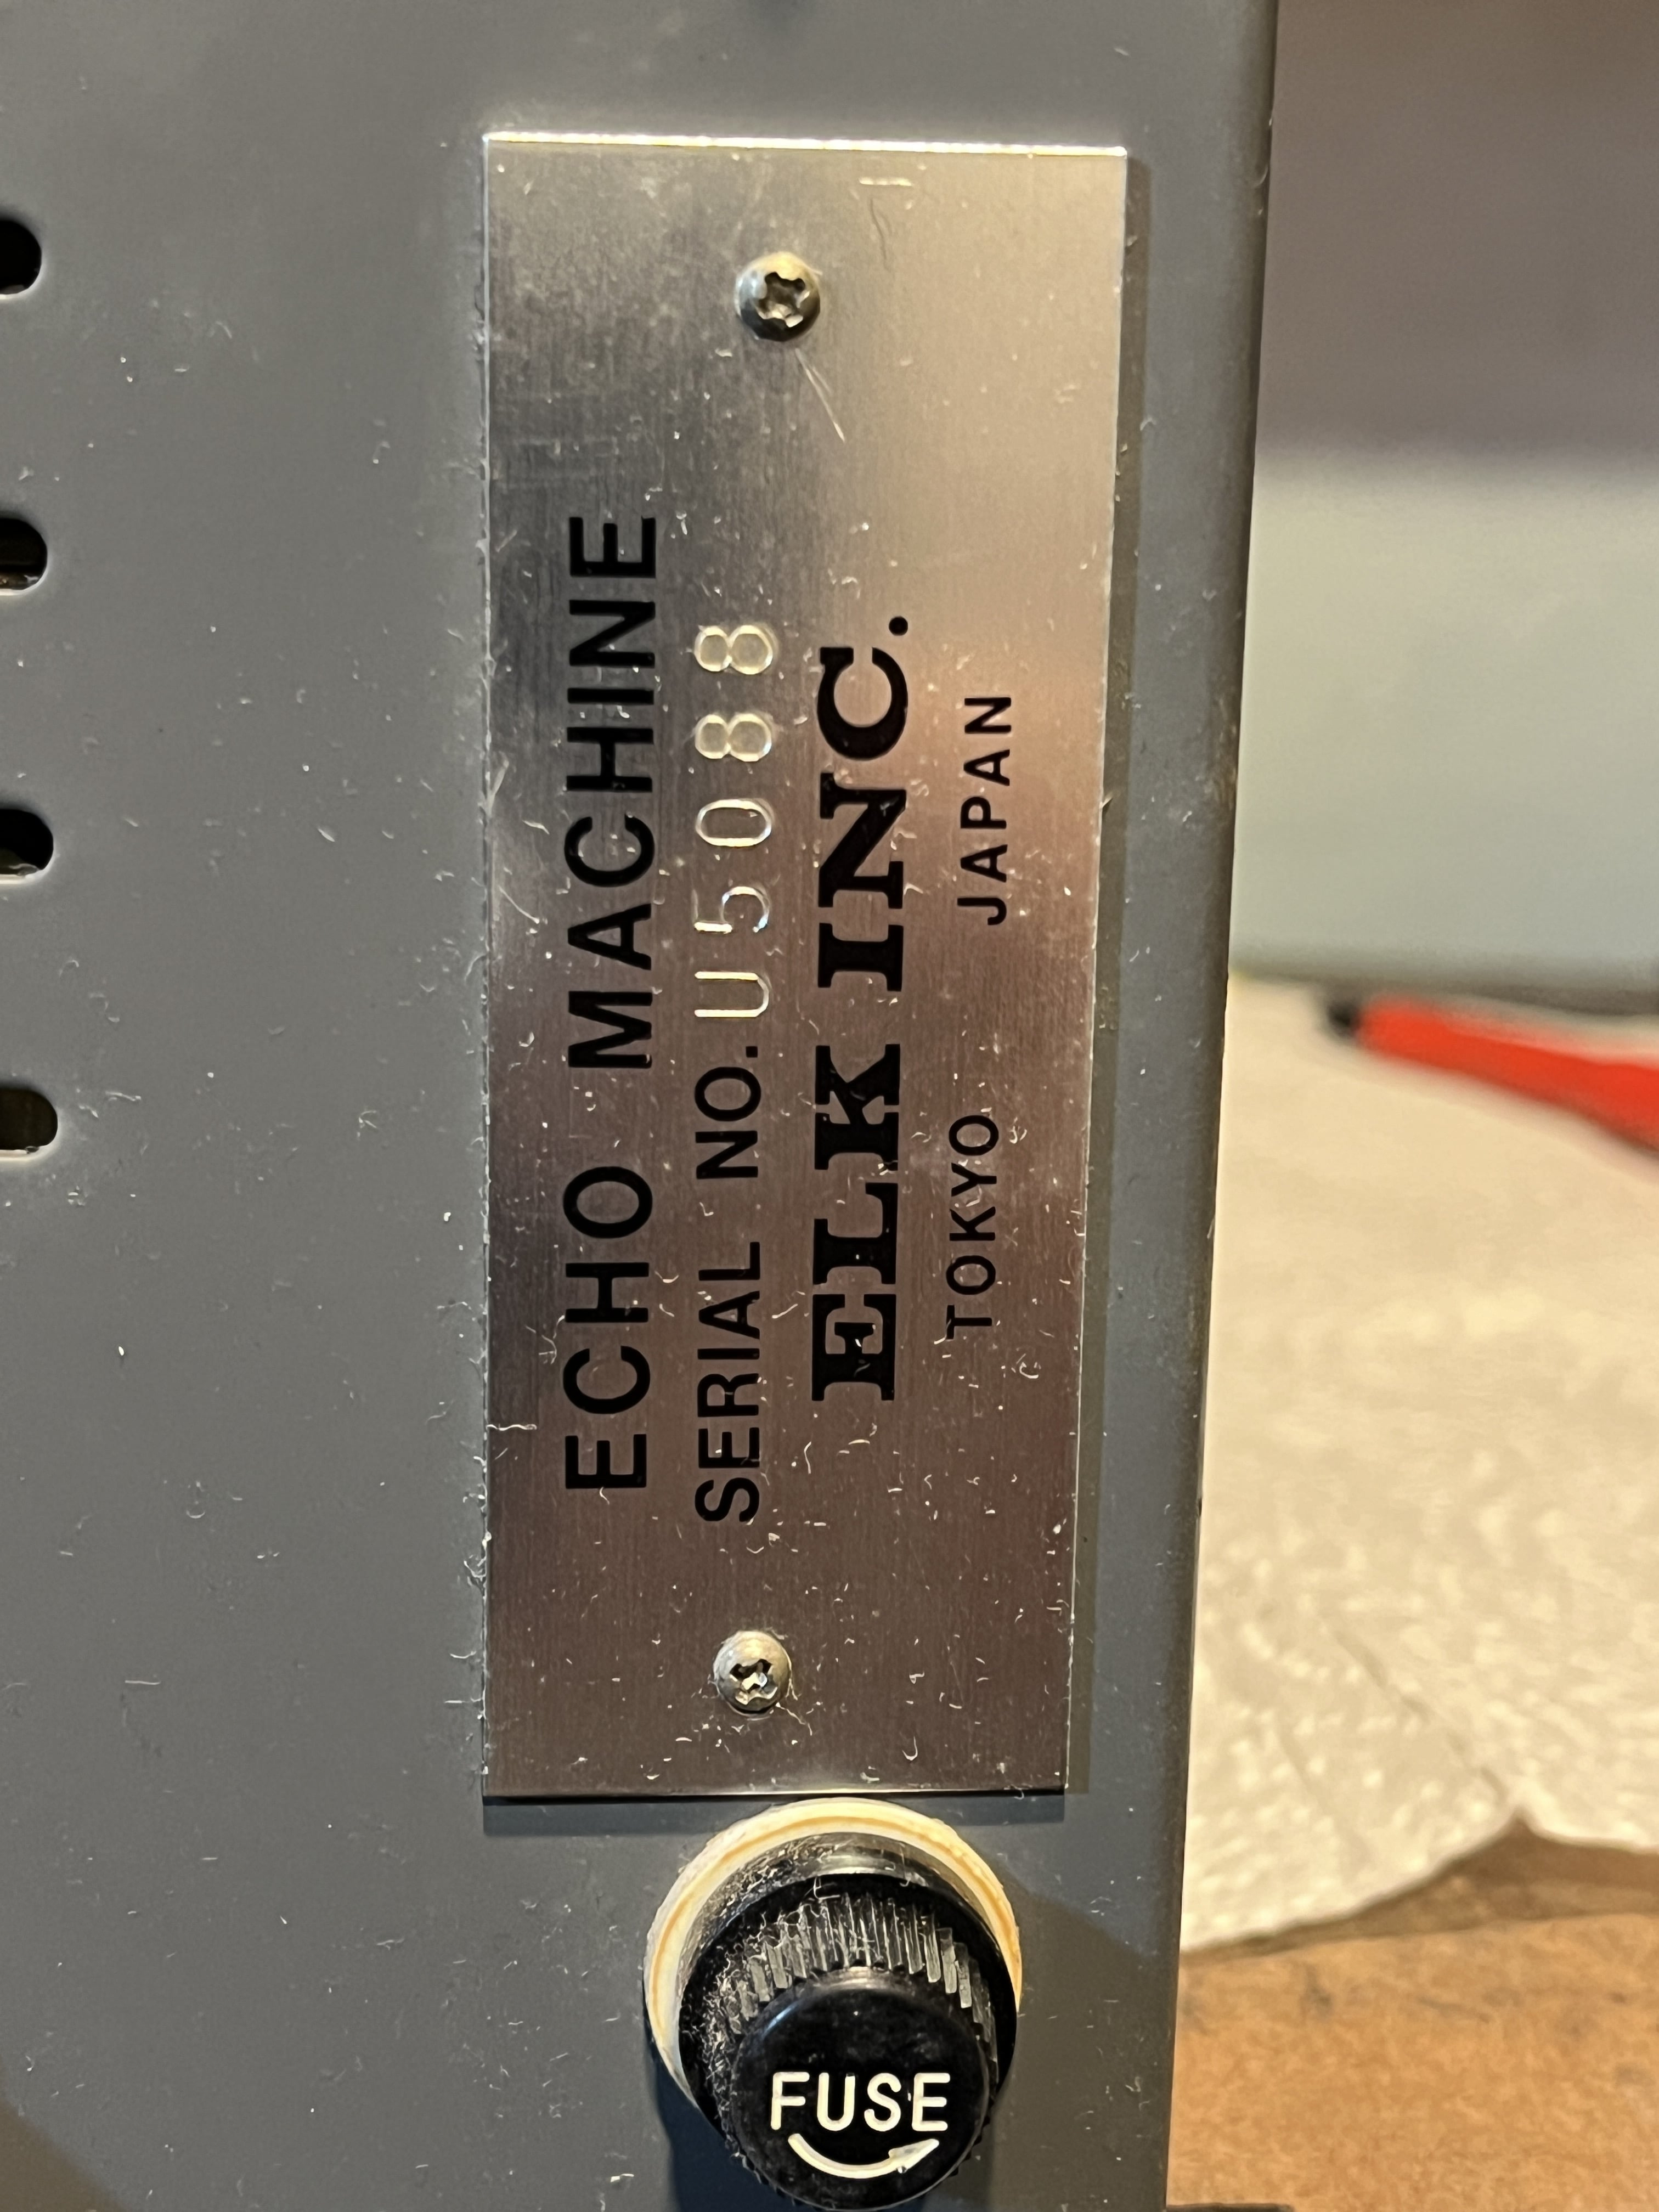 ECHO MACHINE
SERIAL NO. U5088
ELK INC.
TOKYO JAPAN
FUSE